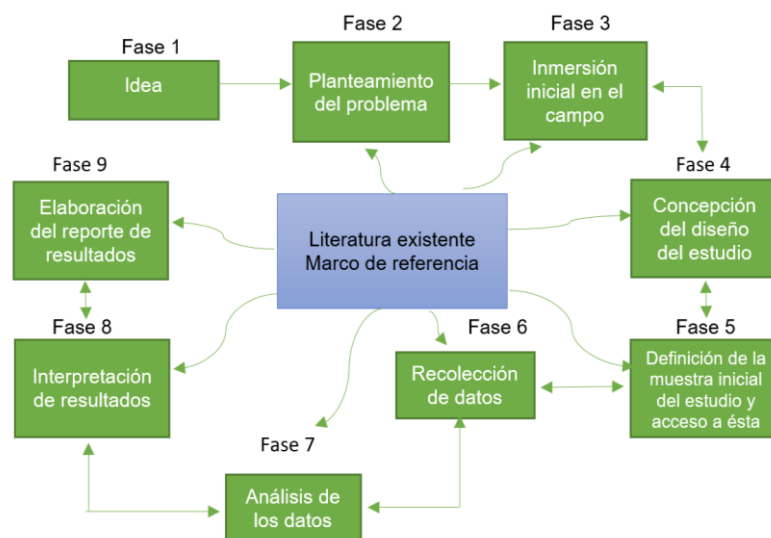 Fase 1
Idea
Fase 2
Planteamiento
del problema
Fase 3
Inmersión
inicial en el
campo
Fase 4
Concepción
del diseño
del estudio
Fase 5
Definición de la
muestra inicial
del estudio y
acceso a ésta
Fase 6
Recolección
de datos
Fase 7
Análisis de
los datos
Fase 8
Interpretación
de resultados
Fase 9
Elaboración
del reporte de
resultados
Literatura existente
Marco de referencia